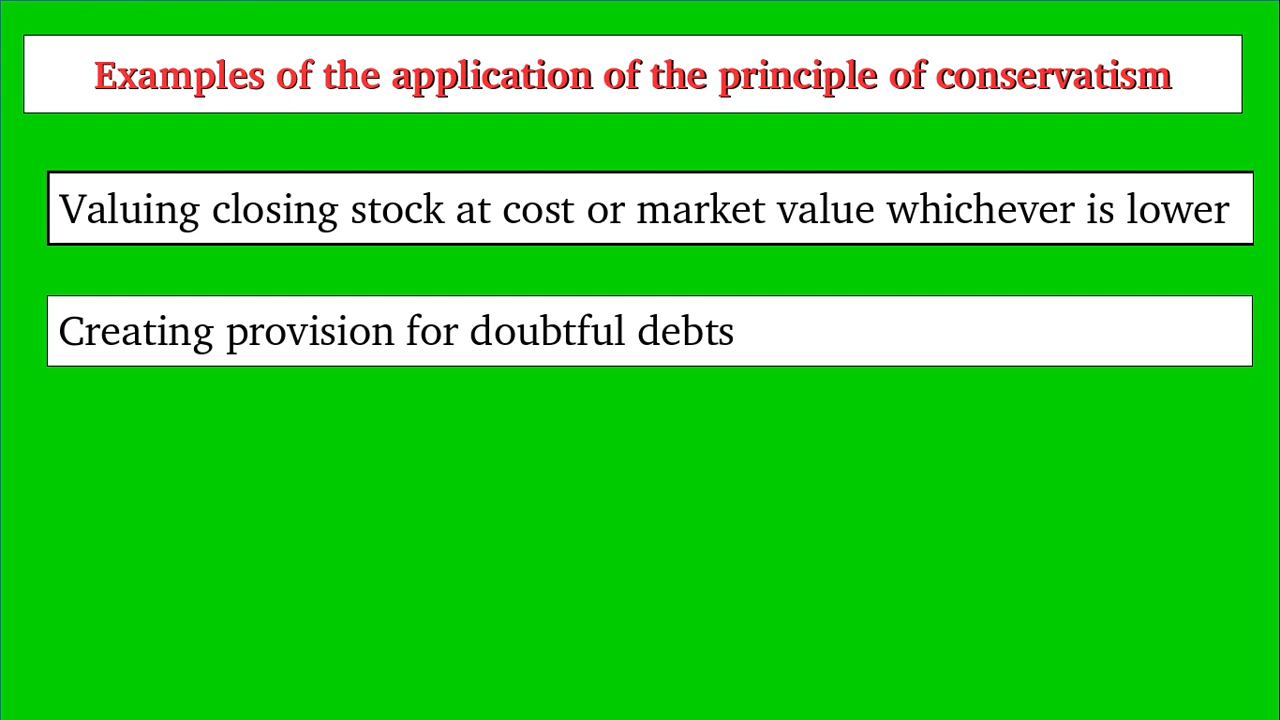 Examples of the application of the principle of conservatism
Valuing closing stock at cost or market value whichever is lower
Creating provision for doubtful debts